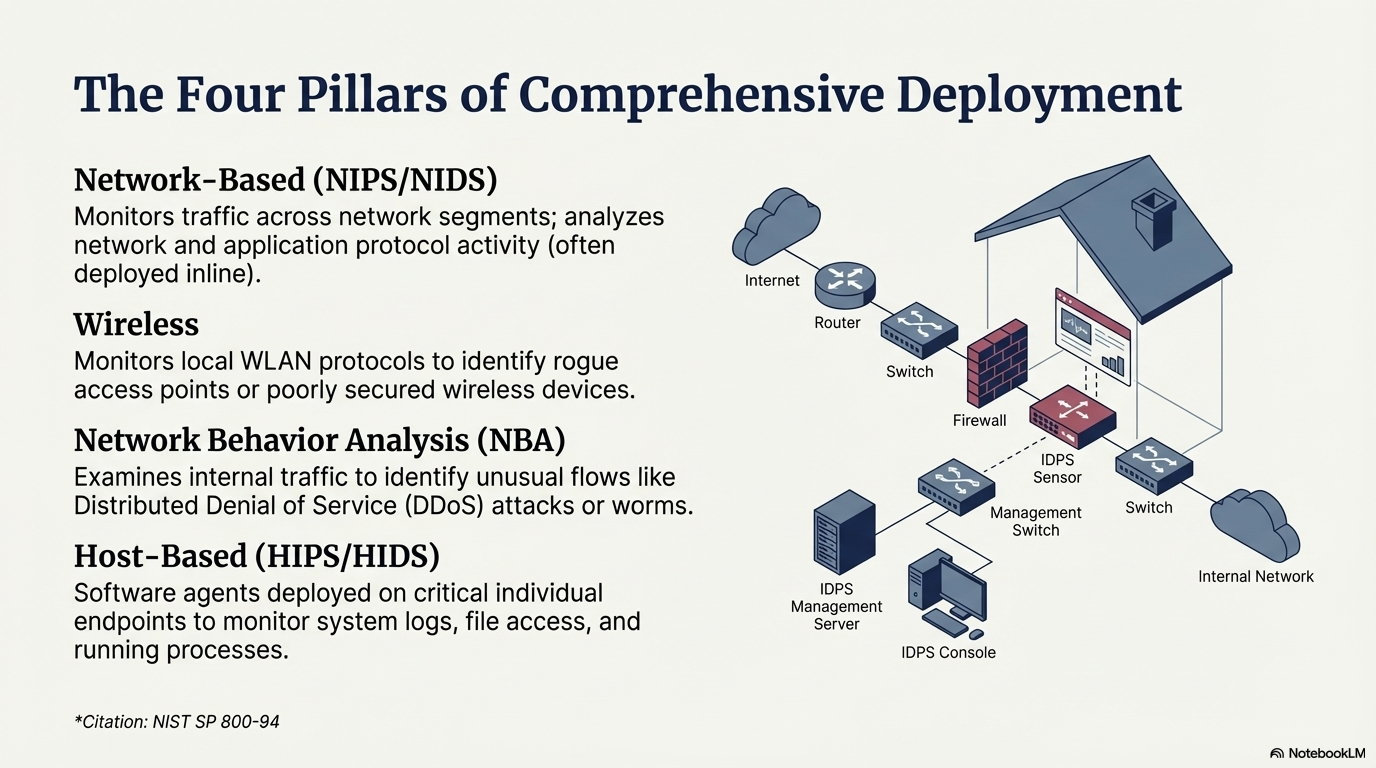 The Four Pillars of Comprehensive Deployment
Network-Based (NIPS/NIDS)
Monitors traffic across network segments; analyzes
network and application protocol activity (often
deployed inline).
Wireless
Monitors local WLAN protocols to identify rogue
access points or poorly secured wireless devices.
Network Behavior Analysis (NBA)
Examines internal traffic to identify unusual flows like
Distributed Denial of Service (DDoS) attacks or worms.
Host-Based (HIPS/HIDS)
Software agents deployed on critical individual
endpoints to monitor system logs, file access, and
running processes.
*Citation: NIST SP 800-94
Internet
Router
Switch
Firewall
IDPS
Sensor
Switch
Internal Network
Management
Switch
IDPS
Management
Server
IDPS Console
NotebookLM